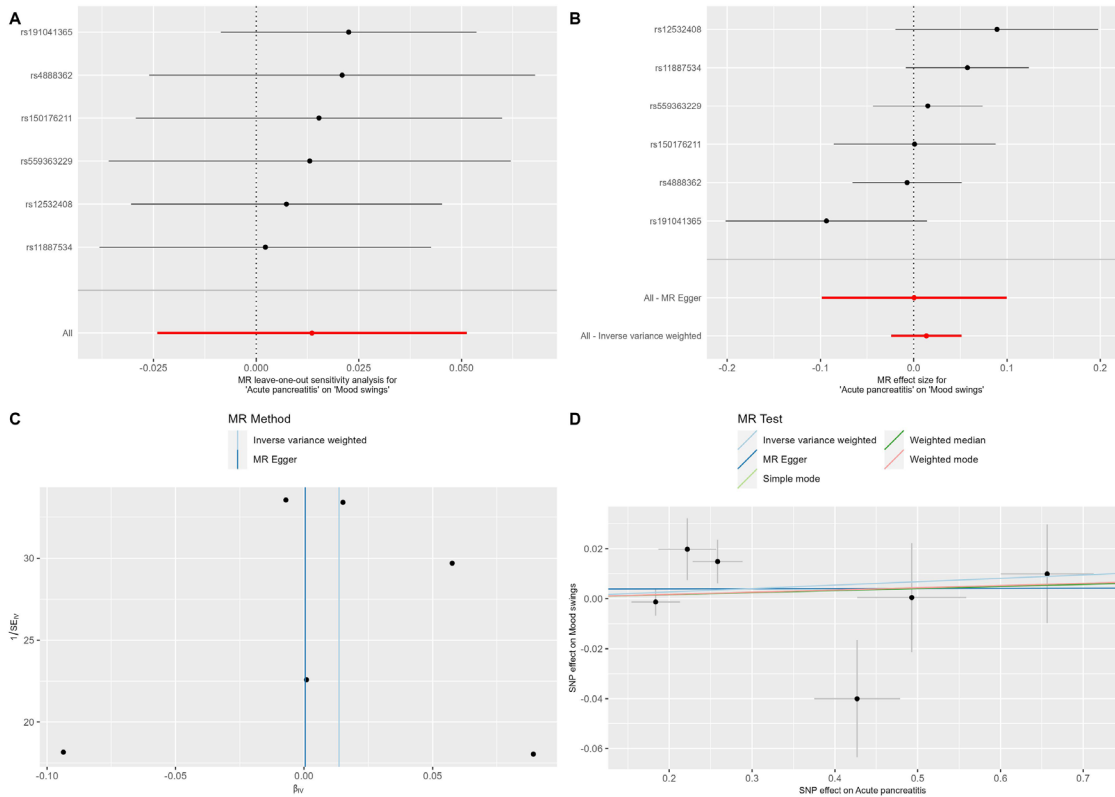 A
rs191041365
rs4888362
rs150176211
rs559363229
rs12532408
rs11887534
All
-0.025
0.000
0.025
0.050
MR leave-one-out sensitivity analysis for
'Acute pancreatitis' on 'Mood swings'
B
rs12532408
rs11887534
rs559363229
rs150176211
rs4888362
rs191041365
All - MR Egger
All - Inverse variance weighted
-0.2
-0.1
0.0
0.1
0.2
MR effect size for
'Acute pancreatitis' on 'Mood swings'
C
MR Method
Inverse variance weighted
MR Egger
1/SE_IV
30
25
20
-0.10
-0.05
0.00
0.05
β_IV
D
MR Test
Inverse variance weighted
MR Egger
Simple mode
Weighted median
Weighted mode
SNP effect on Mood swings
0.02
0.00
-0.02
-0.04
-0.06
0.2
0.3
0.4
0.5
0.6
0.7
SNP effect on Acute pancreatitis